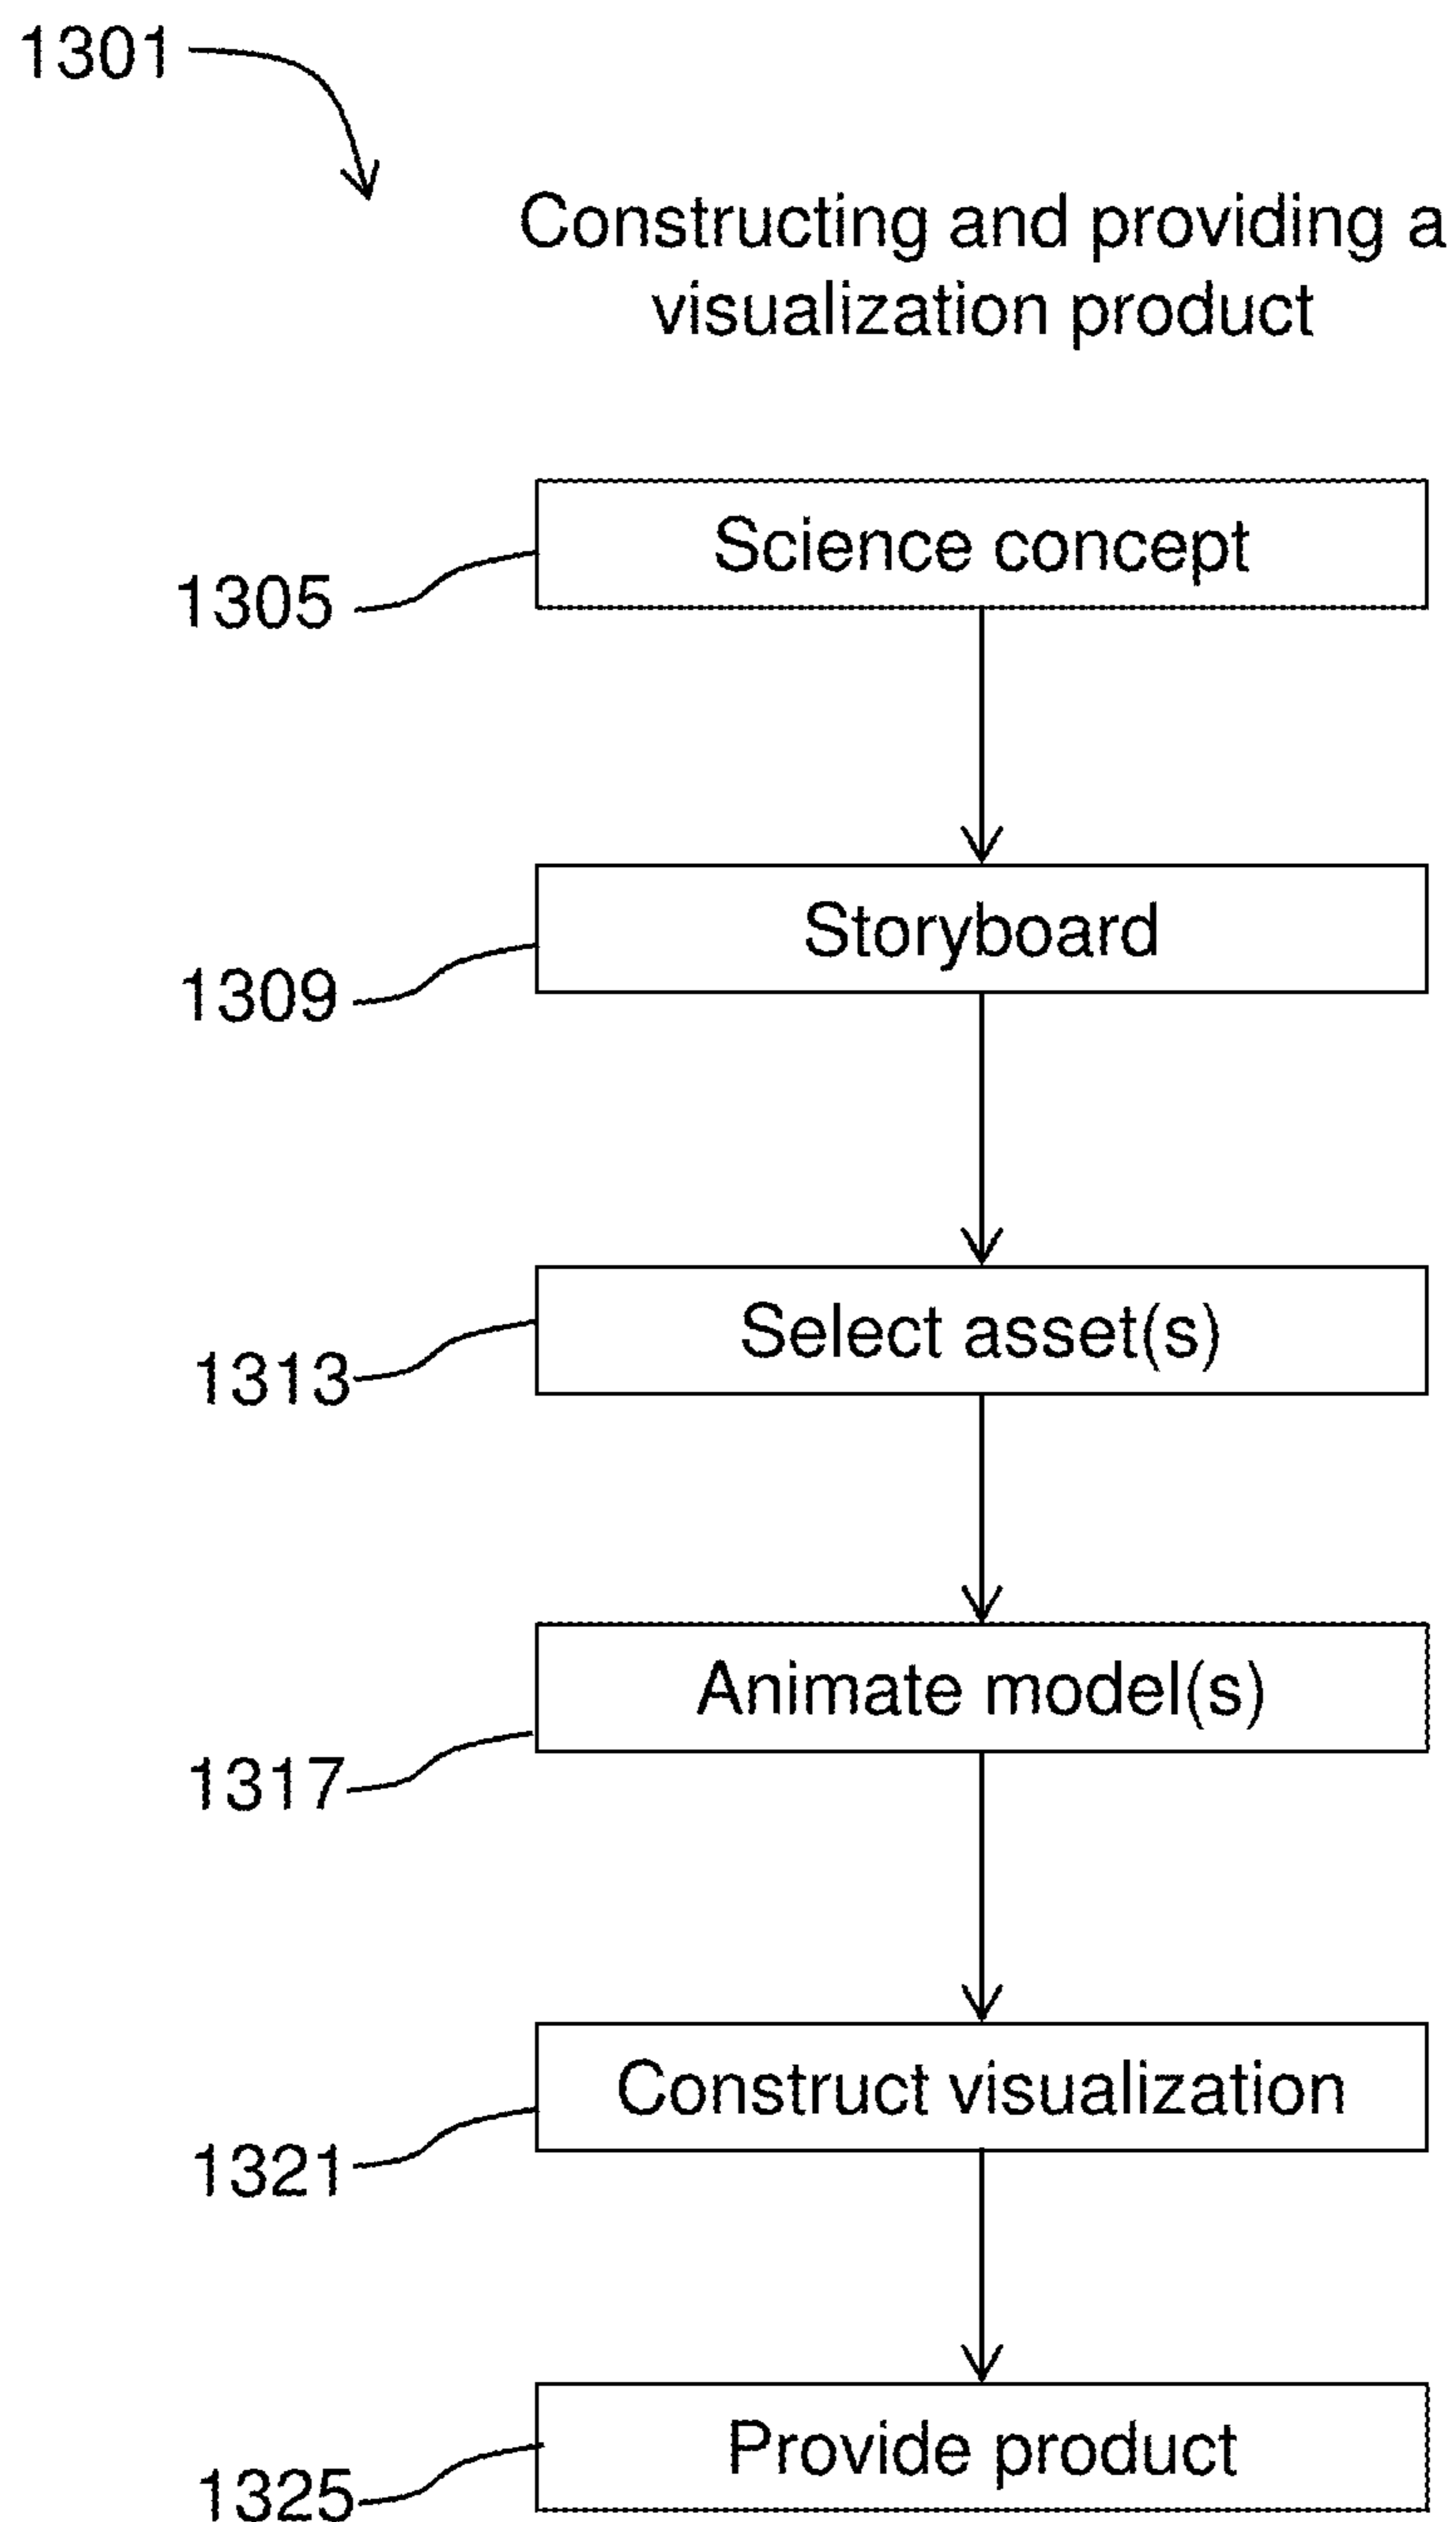 1301
Constructing and providing a
visualization product
Science concept
1305
Storyboard
1309
Select asset(s)
1313
Animate model(s)
1317
Construct visualization
1321
Provide product
1325